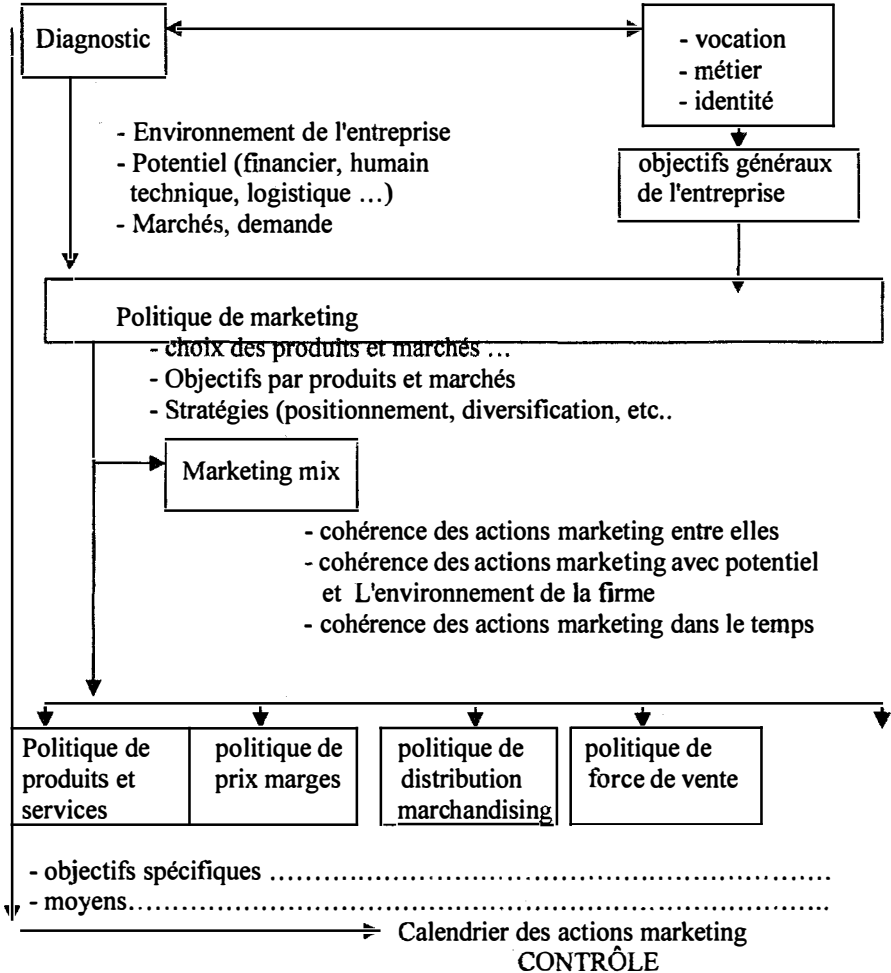 Diagnostic
- vocation
- métier
- identité
- Environnement de l'entreprise
- Potentiel (financier, humain
technique, logistique ...)
- Marchés, demande
objectifs généraux
de l'entreprise
Politique de marketing
- choix des produits et marchés ...
- Objectifs par produits et marchés
- Stratégies (positionnement, diversification, etc..
Marketing mix
- cohérence des actions marketing entre elles
- cohérence des actions marketing avec potentiel
et L'environnement de la firme
- cohérence des actions marketing dans le temps
Politique de
produits et
services
politique de
prix marges
politique de
distribution
marchandising
politique de
force de vente
- objectifs spécifiques ........................................................................
- moyens..........................................................................................
Calendrier des actions marketing
CONTRÔLE